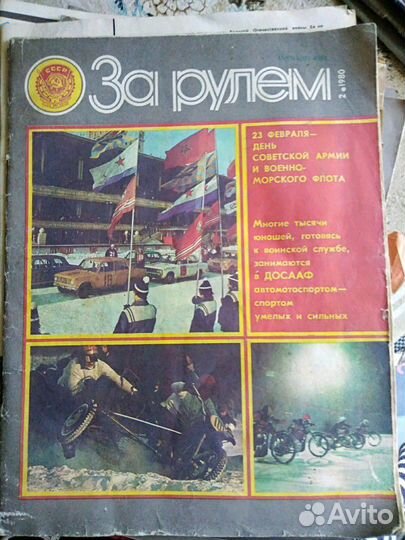 За рулем
2 • 1980
СССР
23 ФЕВРАЛЯ—
ДЕНЬ
СОВЕТСКОЙ АРМИИ
И ВОЕННО-
МОРСКОГО ФЛОТА
Многие тысячи
юношей, готовясь
к воинской службе,
занимаются
в ДОСААФ
автомотоспортом—
спортом
умелых и сильных
Avito